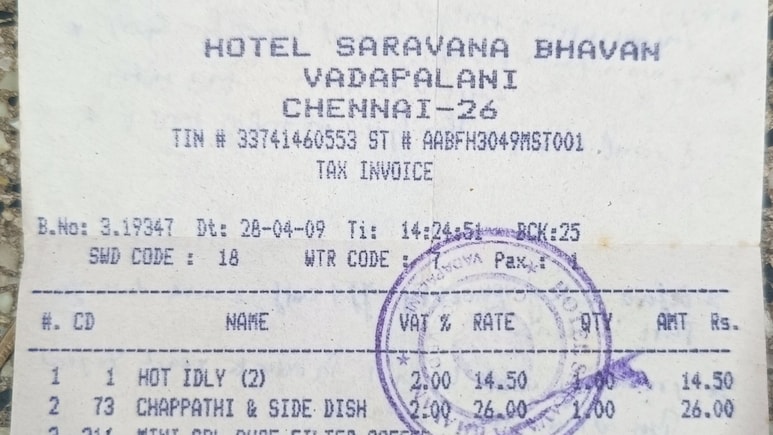 HOTEL SARAVANA BHAVAN
VADAPALANI
CHENNAI-26
TIN # 33741460553 ST # AABFH3049MST001
TAX INVOICE
B.No: 3.19347 Dt: 28-04-09 Ti: 14:24:51 BCK:25
SWD CODE : 18 WTR CODE : 7 Pax : 1
#. CD NAME VAT % RATE QTY AMT Rs.
1 1 HOT IDLY (2) 2.00 14.50 1.00 14.50
2 73 CHAPPATHI & SIDE DISH 2.00 26.00 1.00 26.00